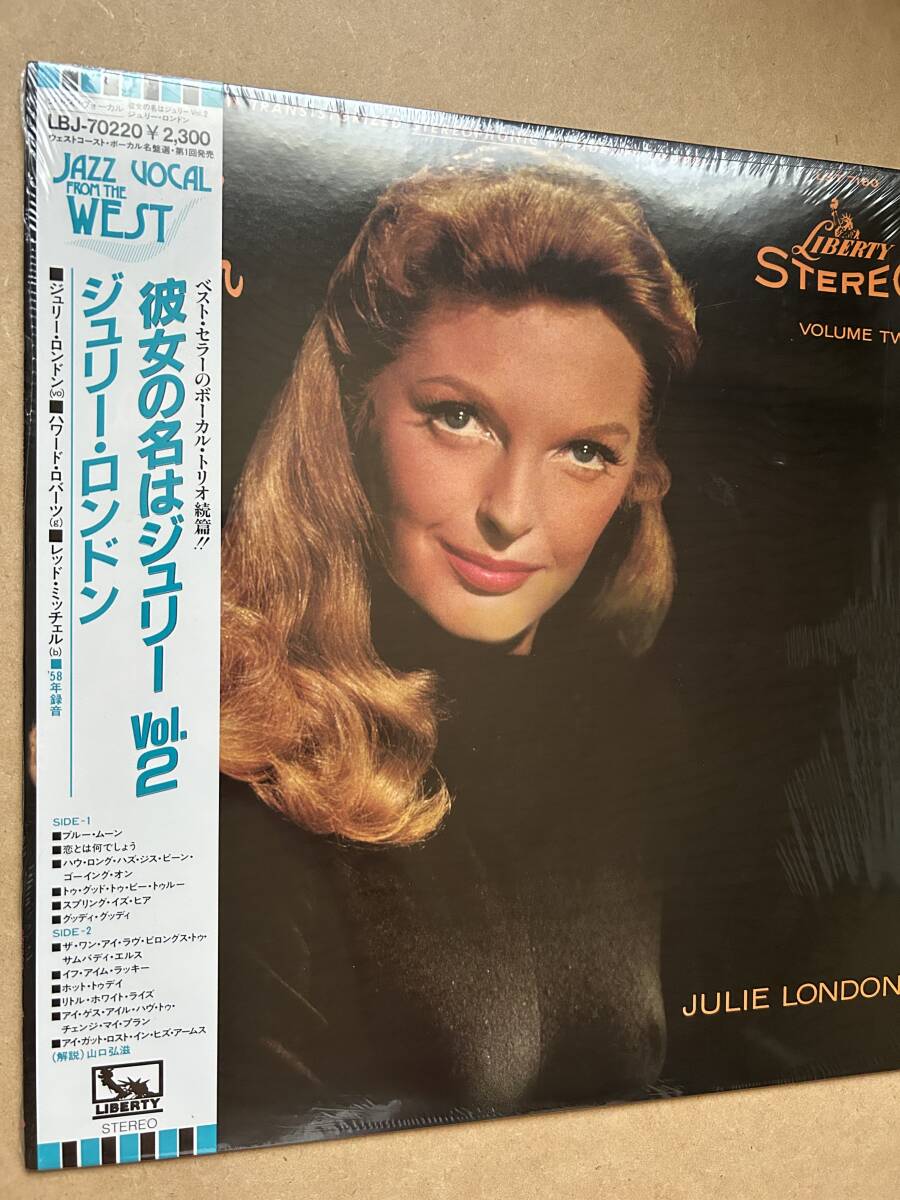 ヴォーカル 彼女の名はジュリーVol.2
ジュリー・ロンドン
LBJ-70220 ¥2,300
ウェストコースト・ボーカル名盤選・第1回発売
JAZZ VOCAL
FROM THE
WEST
ベスト・セラーのボーカル・トリオ続篇!!
彼女の名はジュリー Vol.2
ジュリー・ロンドン
■ジュリー・ロンドン(vo)■ハワード・ロバーツ(g)■レッド・ミッチェル(b)■'58年録音
SIDE-1
■ブルー・ムーン
■恋とは何でしょう
■ハウ・ロング・ハズ・ジス・ビーン・
ゴーイング・オン
■トゥ・グッド・トゥ・ビー・トゥルー
■スプリング・イズ・ヒア
■グッディ・グッディ
SIDE-2
■ザ・ワン・アイ・ラヴ・ビロングス・トゥ・
サムバディ・エルス
■イフ・アイム・ラッキー
■ホット・トゥデイ
■リトル・ホワイト・ライズ
■アイ・ゲス・アイル・ハヴ・トゥ・
チェンジ・マイ・プラン
■アイ・ガット・ロスト・イン・ヒズ・アームス
(解説)山口弘滋
LIBERTY
STEREO
STEREOPHONIC
LIBERTY
STEREO
VOLUME TW
JULIE LONDON